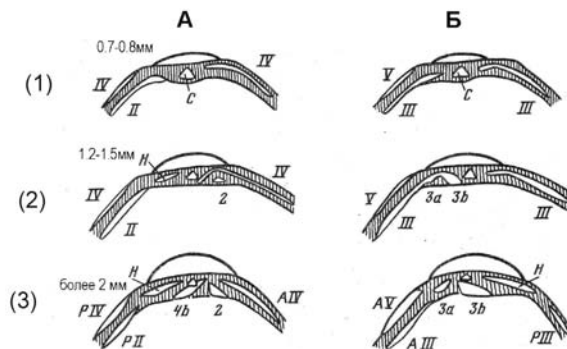 А Б
0.7-0.8мм
(1) IV IV V
II C III C III
1.2-1.5мм
(2) H
IV IV V III
II 2 III 3a 3b
(3) более 2 мм H H
PIV AIV AV
PII 4b 2 AIII 3a 3b PIII